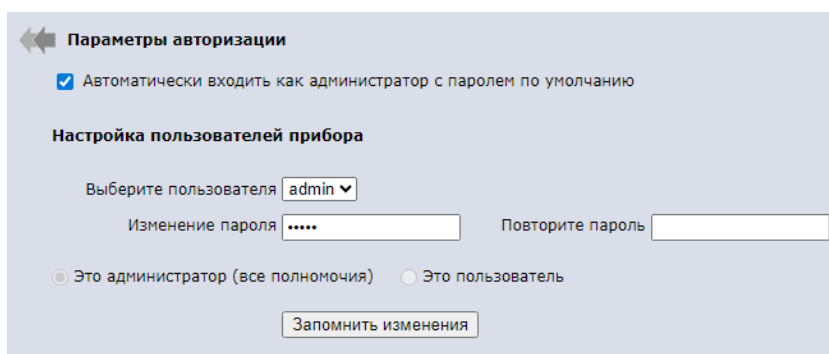 Параметры авторизации
Автоматически входить как администратор с паролем по умолчанию
Настройка пользователей прибора
Выберите пользователя admin
Изменение пароля ••••• Повторите пароль
Это администратор (все полномочия) Это пользователь
Запомнить изменения